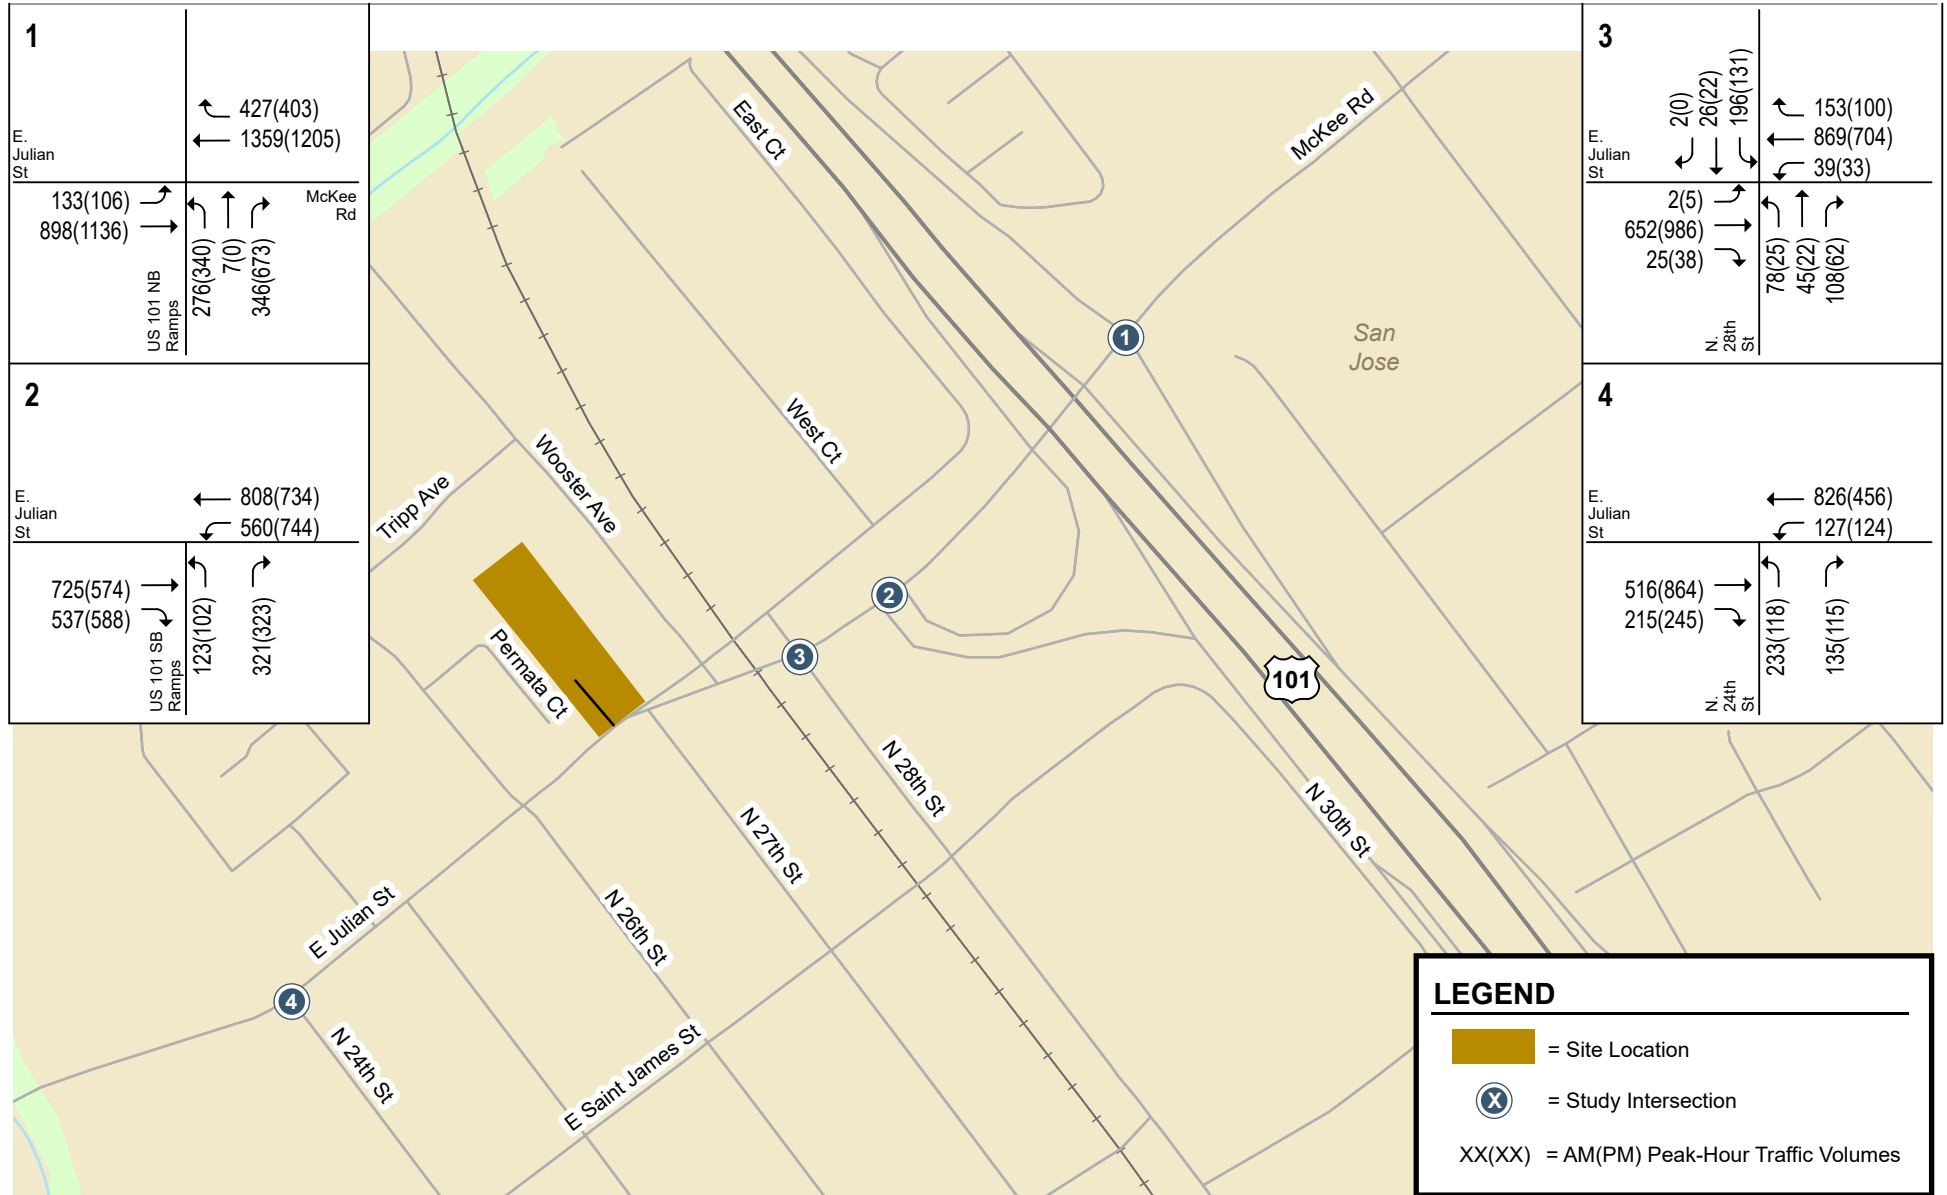 1
427(403)
1359(1205)
E.
Julian
St
133(106)
898(1136)
McKee
Rd
276(340)
7(0)
346(673)
US 101 NB
Ramps
2
808(734)
560(744)
E.
Julian
St
725(574)
537(588)
123(102)
321(323)
US 101 SB
Ramps
3
2(0)
26(22)
196(131)
153(100)
869(704)
39(33)
E.
Julian
St
2(5)
652(986)
25(38)
78(25)
45(22)
108(62)
N.
28th
St
4
826(456)
127(124)
E.
Julian
St
516(864)
215(245)
233(118)
135(115)
N.
24th
St
East Ct
McKee Rd
1
San
Jose
West Ct
Wooster Ave
Tripp Ave
2
3
Permata Ct
101
N 28th St
N 27th St
N 30th St
N 26th St
E Julian St
4
N 24th St
E Saint James St
LEGEND
= Site Location
X = Study Intersection
XX(XX) = AM(PM) Peak-Hour Traffic Volumes